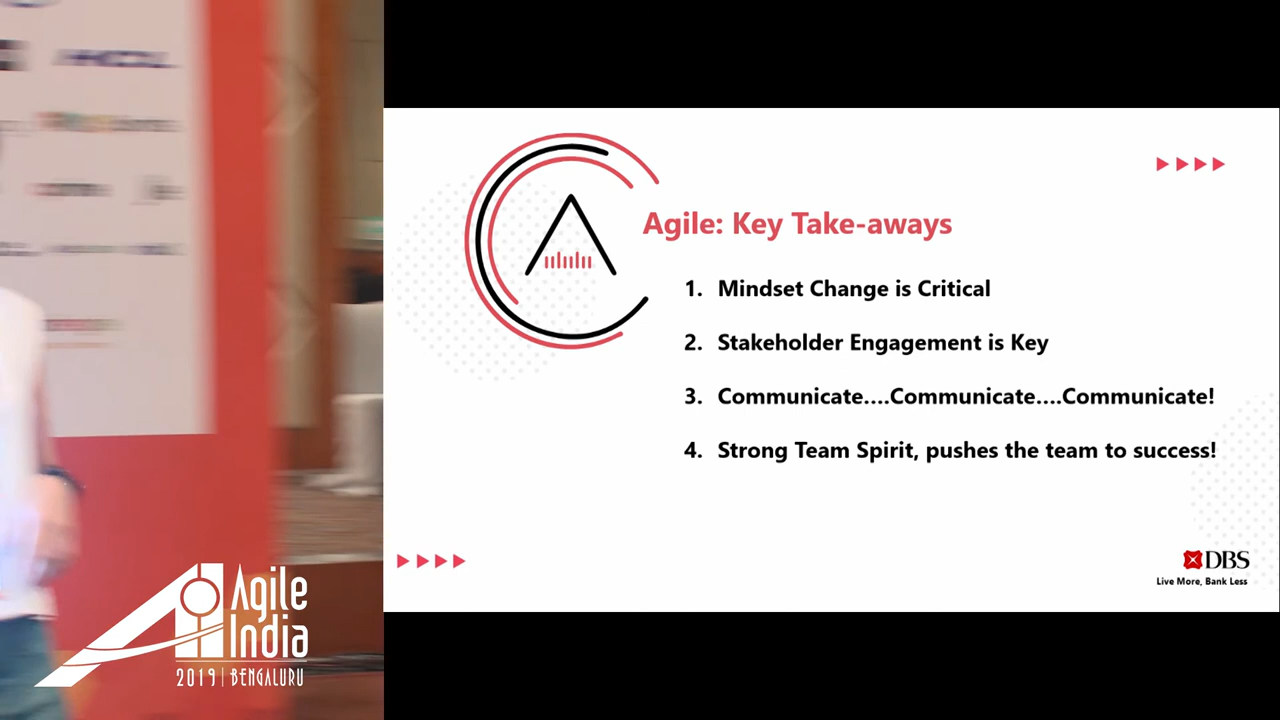 Agile: Key Take-aways
1. Mindset Change is Critical
2. Stakeholder Engagement is Key
3. Communicate....Communicate....Communicate!
4. Strong Team Spirit, pushes the team to success!
DBS
Live More, Bank Less
Agile
India
2019 | BENGALURU